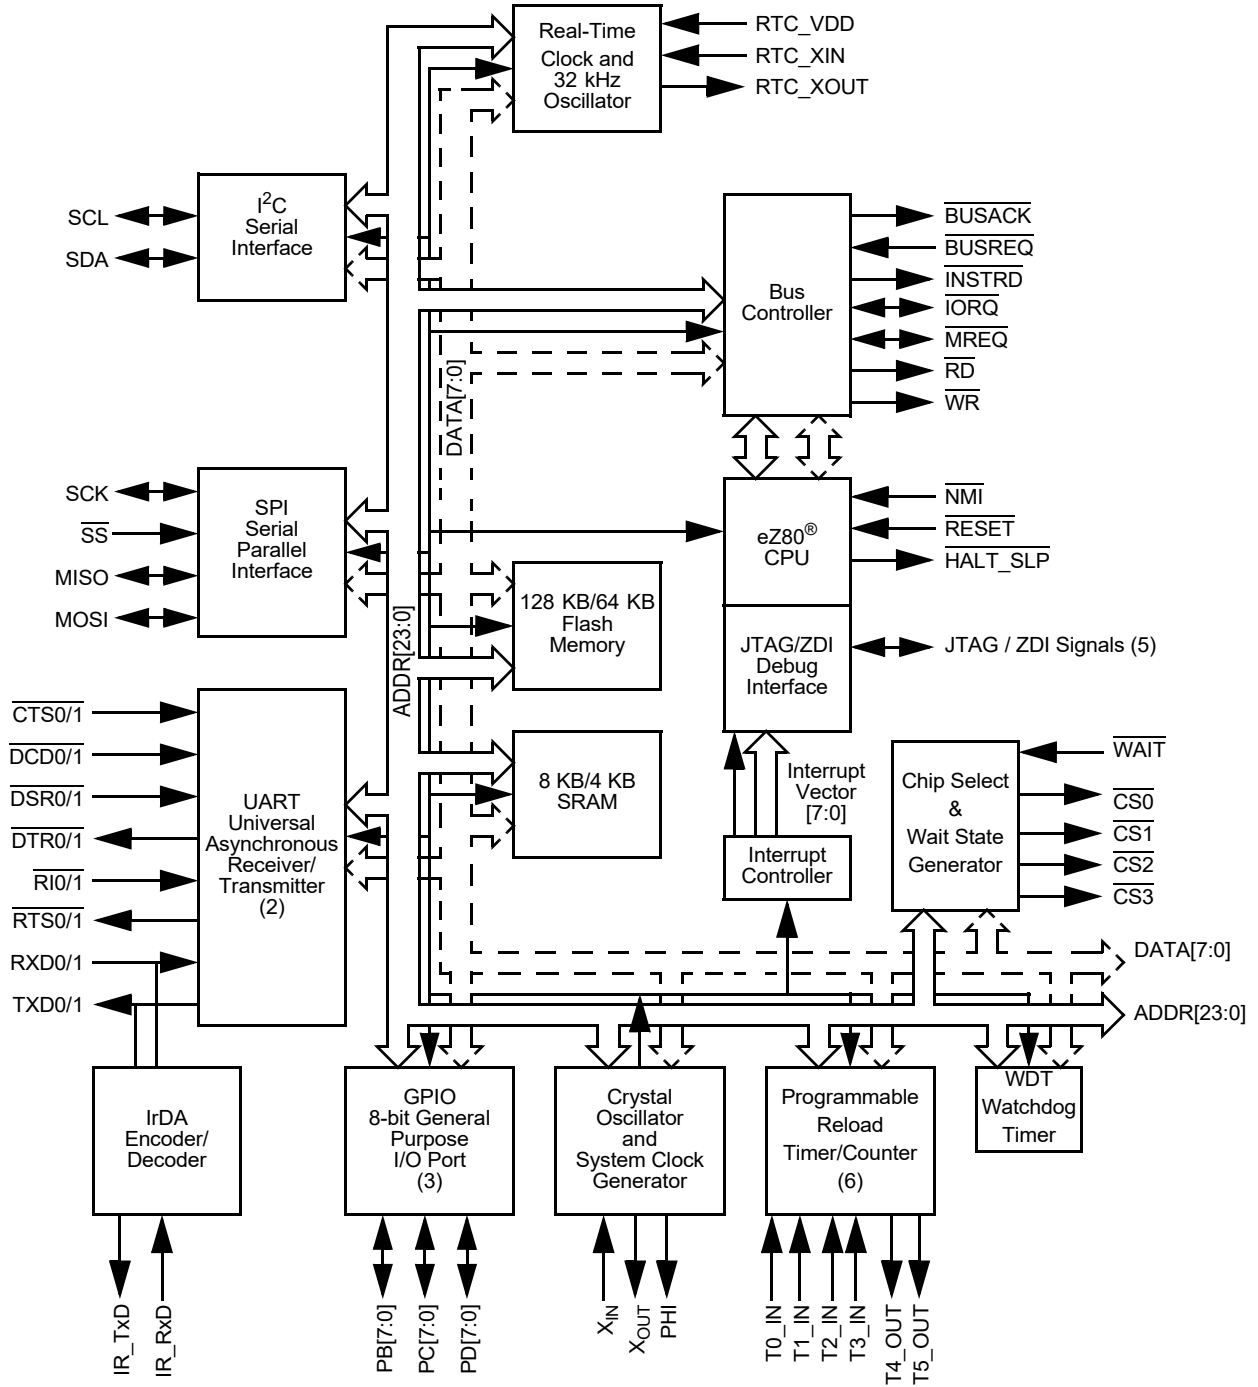 Real-Time
Clock and
32 kHz
Oscillator
RTC_VDD
RTC_XIN
RTC_XOUT
I2C
Serial
Interface
SCL
SDA
Bus
Controller
BUSACK
BUSREQ
INSTRD
IORQ
MREQ
RD
WR
DATA[7:0]
SPI
Serial
Parallel
Interface
SCK
SS
MISO
MOSI
eZ80®
CPU
NMI
RESET
HALT_SLP
128 KB/64 KB
Flash
Memory
JTAG/ZDI
Debug
Interface
JTAG / ZDI Signals (5)
ADDR[23:0]
UART
Universal
Asynchronous
Receiver/
Transmitter
(2)
CTS0/1
DCD0/1
DSR0/1
DTR0/1
RI0/1
RTS0/1
RXD0/1
TXD0/1
8 KB/4 KB
SRAM
Interrupt
Vector
[7:0]
Interrupt
Controller
Chip Select
&
Wait State
Generator
WAIT
CS0
CS1
CS2
CS3
DATA[7:0]
ADDR[23:0]
IrDA
Encoder/
Decoder
GPIO
8-bit General
Purpose
I/O Port
(3)
Crystal
Oscillator
and
System Clock
Generator
Programmable
Reload
Timer/Counter
(6)
WDT
Watchdog
Timer
IR_TxD
IR_RxD
PB[7:0]
PC[7:0]
PD[7:0]
XIN
XOUT
PHI
T0_IN
T1_IN
T2_IN
T3_IN
T4_OUT
T5_OUT